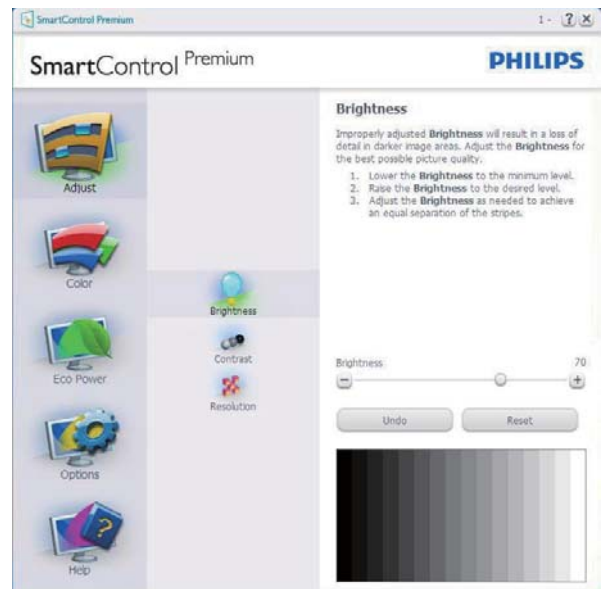 SmartControl Premium
1 -
?
SmartControl Premium
PHILIPS
Adjust
Color
Eco Power
Options
Help
?
Brightness
Contrast
Resolution
Brightness
Improperly adjusted Brightness will result in a loss of
detail in darker image areas. Adjust the Brightness for
the best possible picture quality.
1. Lower the Brightness to the minimum level.
2. Raise the Brightness to the desired level.
3. Adjust the Brightness as needed to achieve
an equal separation of the stripes.
Brightness 70
Undo
Reset